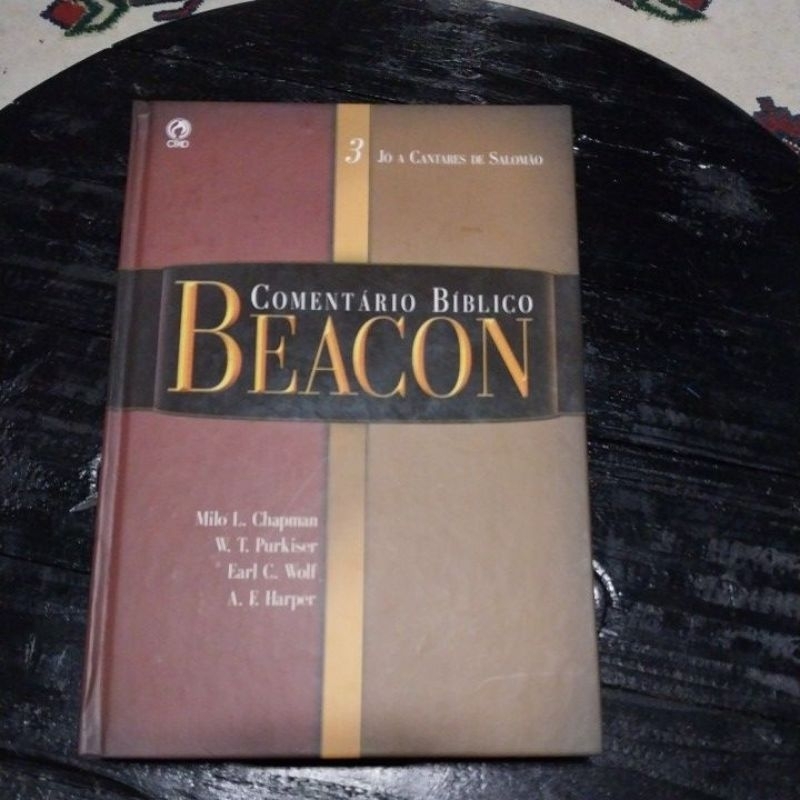 CPAD
3 JÓ A CANTARES DE SALOMÃO
COMENTÁRIO BÍBLICO
BEACON
Milo L. Chapman
W. T. Purkiser
Earl C. Wolf
A. F. Harper